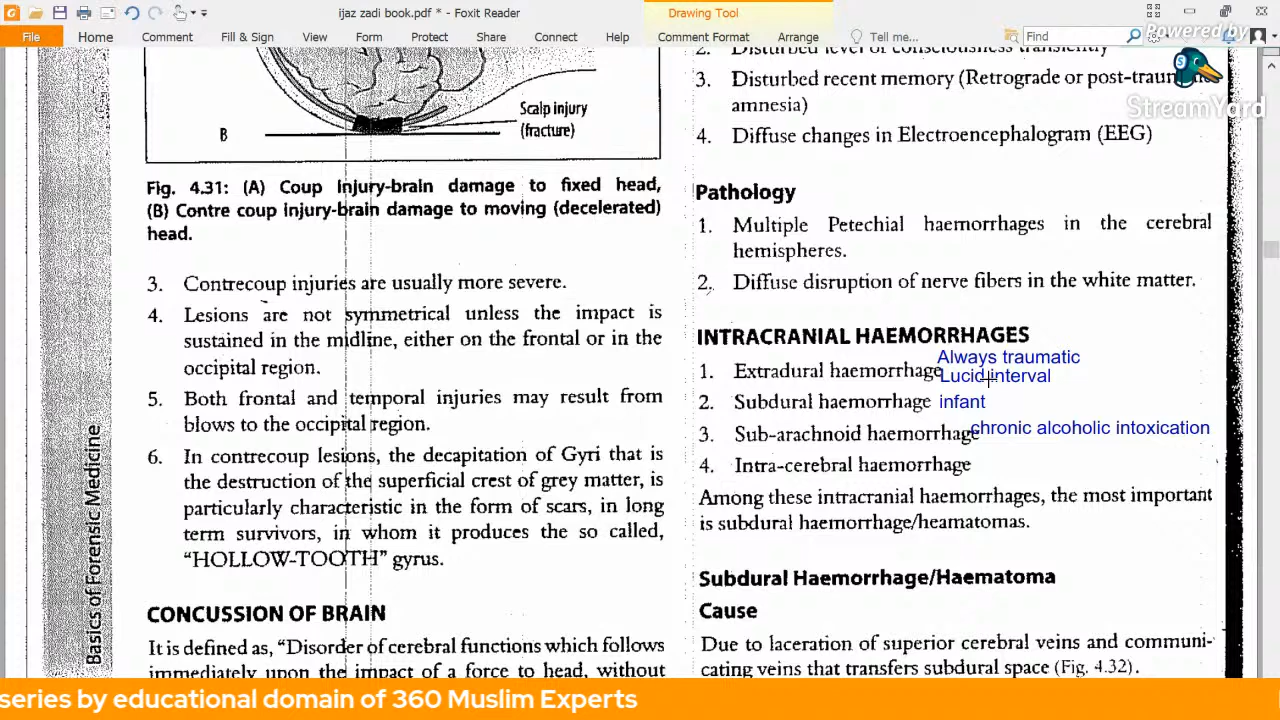 ijaz zadi book.pdf * - Foxit Reader
Drawing Tool
File
Home
Comment
Fill & Sign
View
Form
Protect
Share
Connect
Help
Comment Format
Arrange
Tell me...
Find
Powered by
StreamYard
Scalp injury
(fracture)
B
Fig. 4.31: (A) Coup injury-brain damage to fixed head,
(B) Contre coup injury-brain damage to moving (decelerated)
head.
3. Contrecoup injuries are usually more severe.
4. Lesions are not symmetrical unless the impact is
sustained in the midline, either on the frontal or in the
occipital region.
5. Both frontal and temporal injuries may result from
blows to the occipital region.
6. In contrecoup lesions, the decapitation of Gyri that is
the destruction of the superficial crest of grey matter, is
particularly characteristic in the form of scars, in long
term survivors, in whom it produces the so called,
“HOLLOW-TOOTH” gyrus.
CONCUSSION OF BRAIN
It is defined as, “Disorder of cerebral functions which follows
immediately upon the impact of a force to head, without
Basics of Forensic Medicine
2. Disturbed level of consciousness transiently
3. Disturbed recent memory (Retrograde or
amnesia)
4. Diffuse changes in Electroencephalogram (EEG)
Pathology
1. Multiple Petechial haemorrhages in the cerebral
hemispheres.
2. Diffuse disruption of nerve fibers in the white matter.
INTRACRANIAL HAEMORRHAGES
Always traumatic
1. Extradural haemorrhage
Lucid interval
2. Subdural haemorrhage infant
3. Sub-arachnoid haemorrhage chronic alcoholic intoxication
4. Intra-cerebral haemorrhage
Among these intracranial haemorrhages, the most important
is subdural haemorrhage/heamatomas.
Subdural Haemorrhage/Haematoma
Cause
Due to laceration of superior cerebral veins and communi-
cating veins that transfers subdural space (Fig. 4.32).
series by educational domain of 360 Muslim Experts